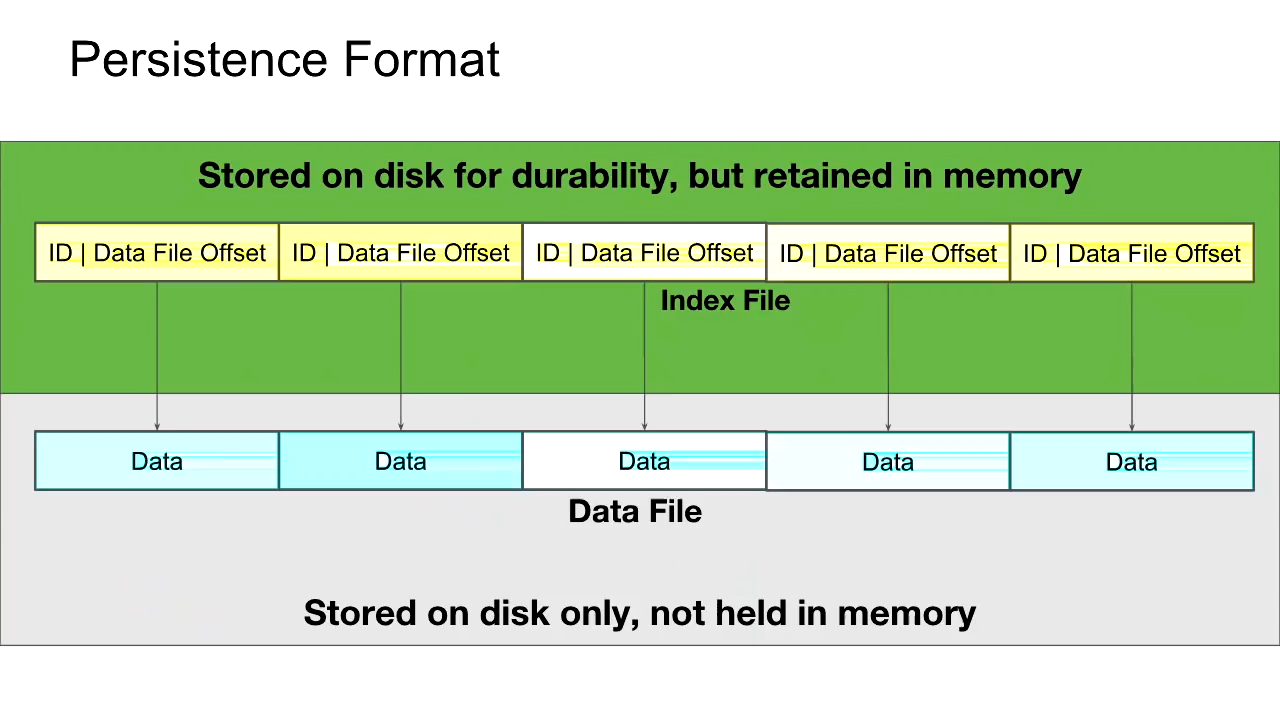 Persistence Format
Stored on disk for durability, but retained in memory
ID | Data File Offset ID | Data File Offset ID | Data File Offset ID | Data File Offset ID | Data File Offset
Index File
Data Data Data Data Data
Data File
Stored on disk only, not held in memory